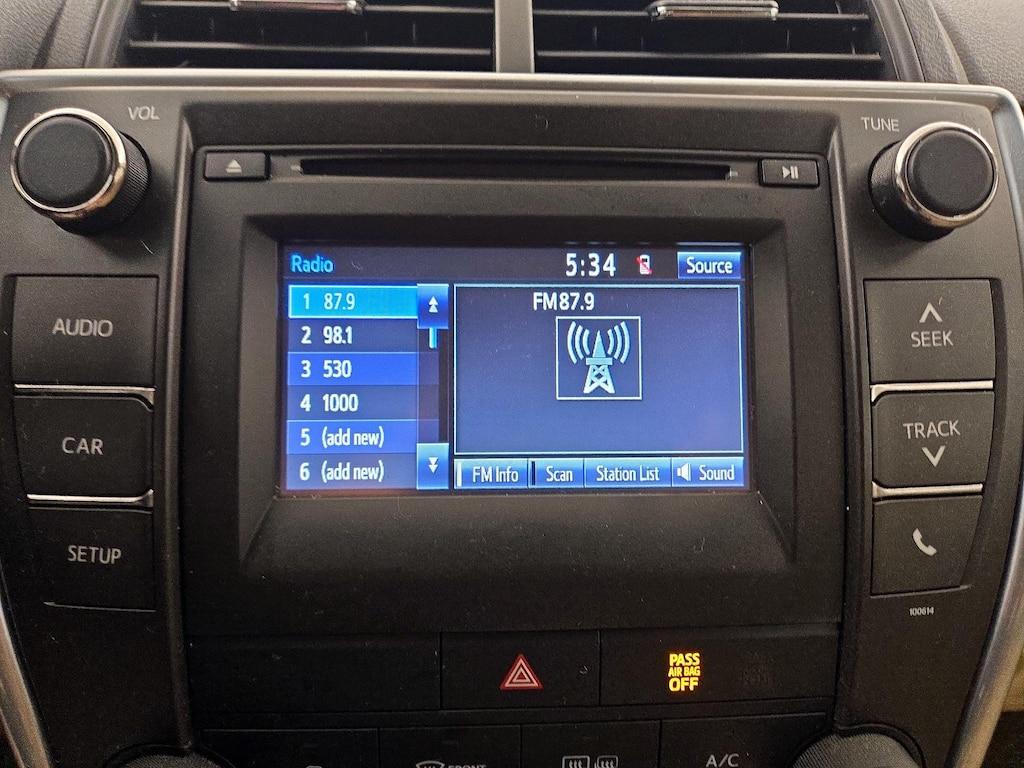 VOL
TUNE
Radio
5:34
Source
1 87.9
2 98.1
3 530
4 1000
5 (add new)
6 (add new)
FM87.9
FM Info
Scan
Station List
Sound
AUDIO
CAR
SETUP
SEEK
TRACK
100614
PASS
AIR BAG
OFF
FRONT
A/C